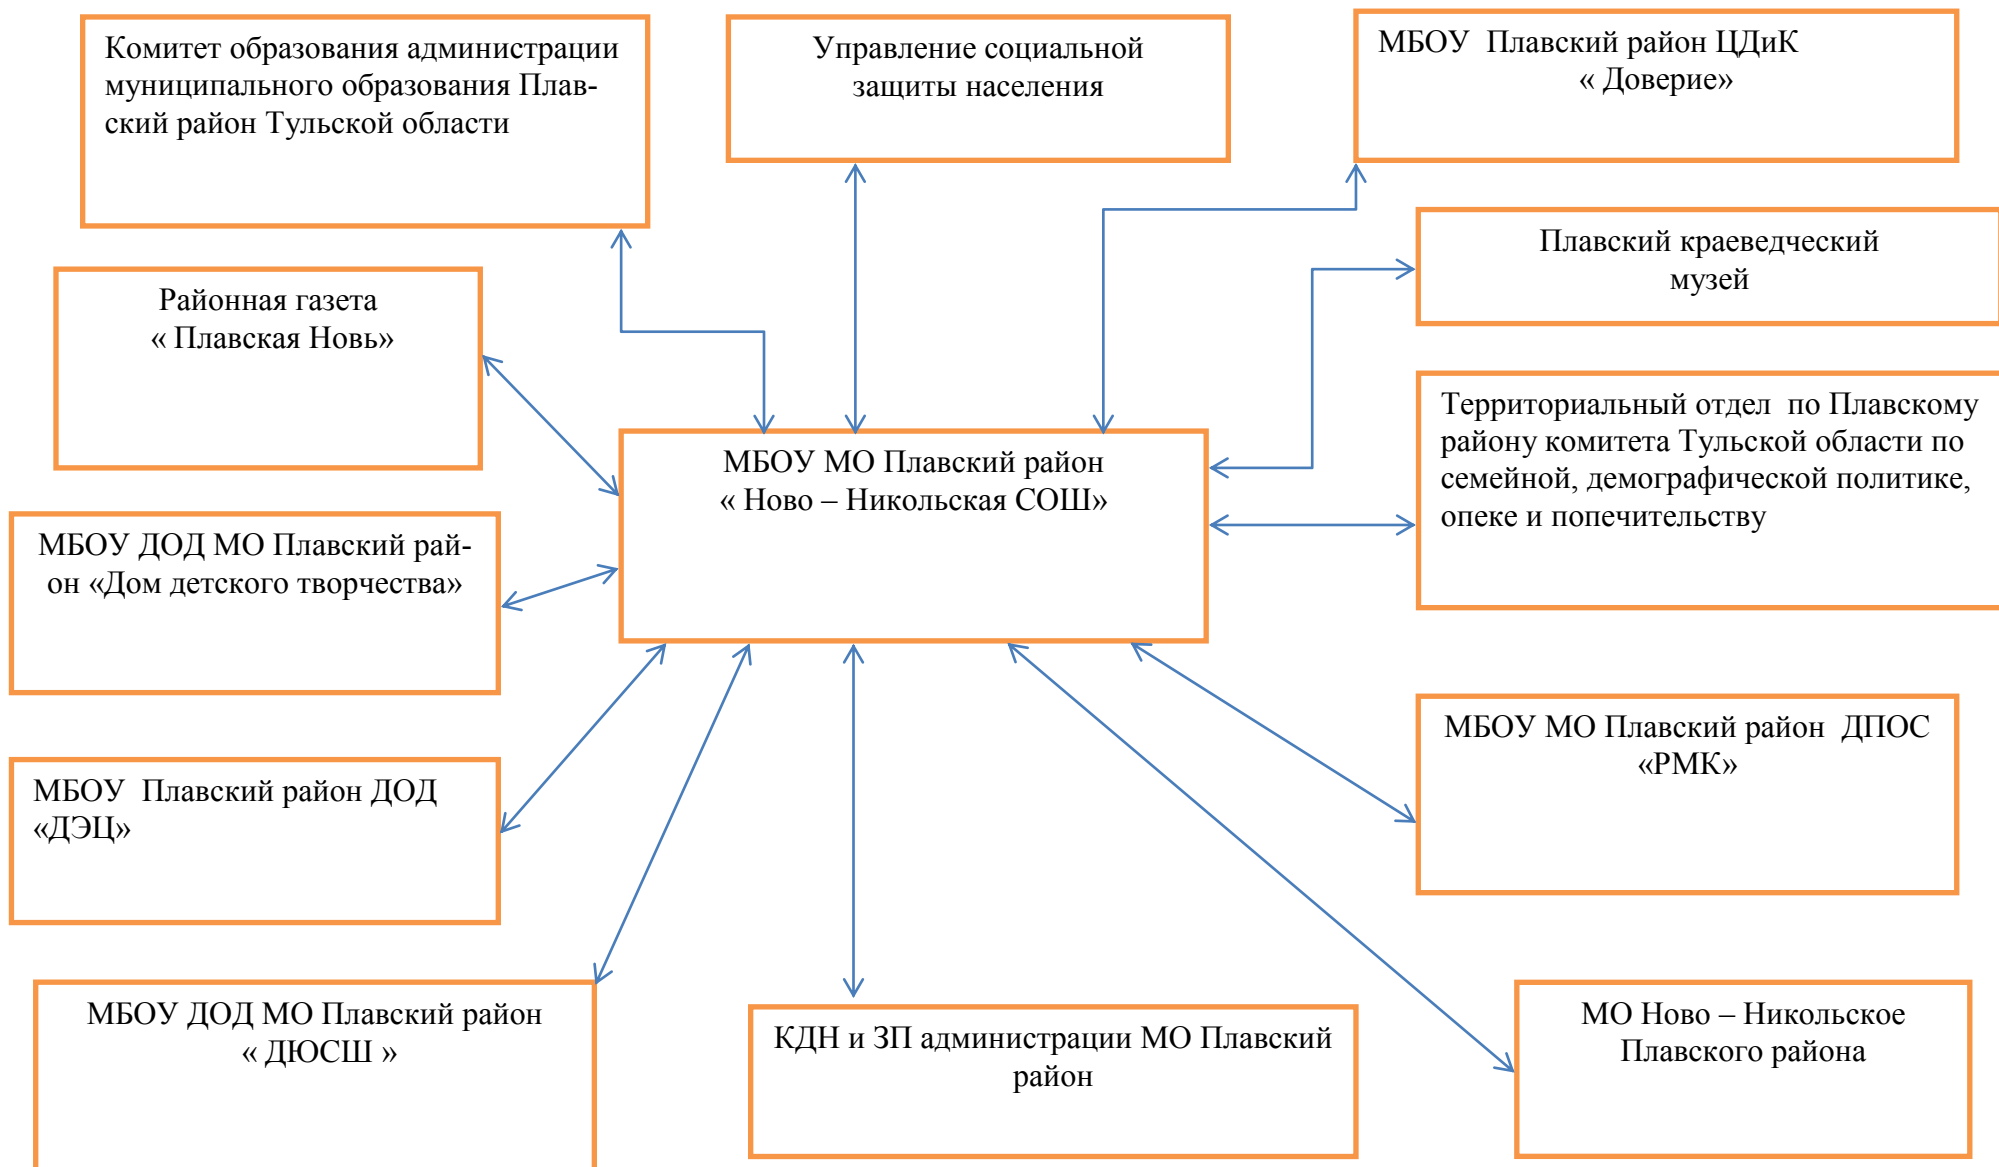 Комитет образования администрации
муниципального образования Плав-
ский район Тульской области
Управление социальной
защиты населения
МБОУ  Плавский район ЦДиК
« Доверие»
Плавский краеведческий
музей
Районная газета
« Плавская Новь»
Территориальный отдел  по Плавскому
району комитета Тульской области по
семейной, демографической политике,
опеке и попечительству
МБОУ МО Плавский район
« Ново – Никольская СОШ»
МБОУ ДОД МО Плавский рай-
он «Дом детского творчества»
МБОУ МО Плавский район  ДПОС
«РМК»
МБОУ  Плавский район ДОД
«ДЭЦ»
МБОУ ДОД МО Плавский район
« ДЮСШ »
КДН и ЗП администрации МО Плавский
район
МО Ново – Никольское
Плавского района